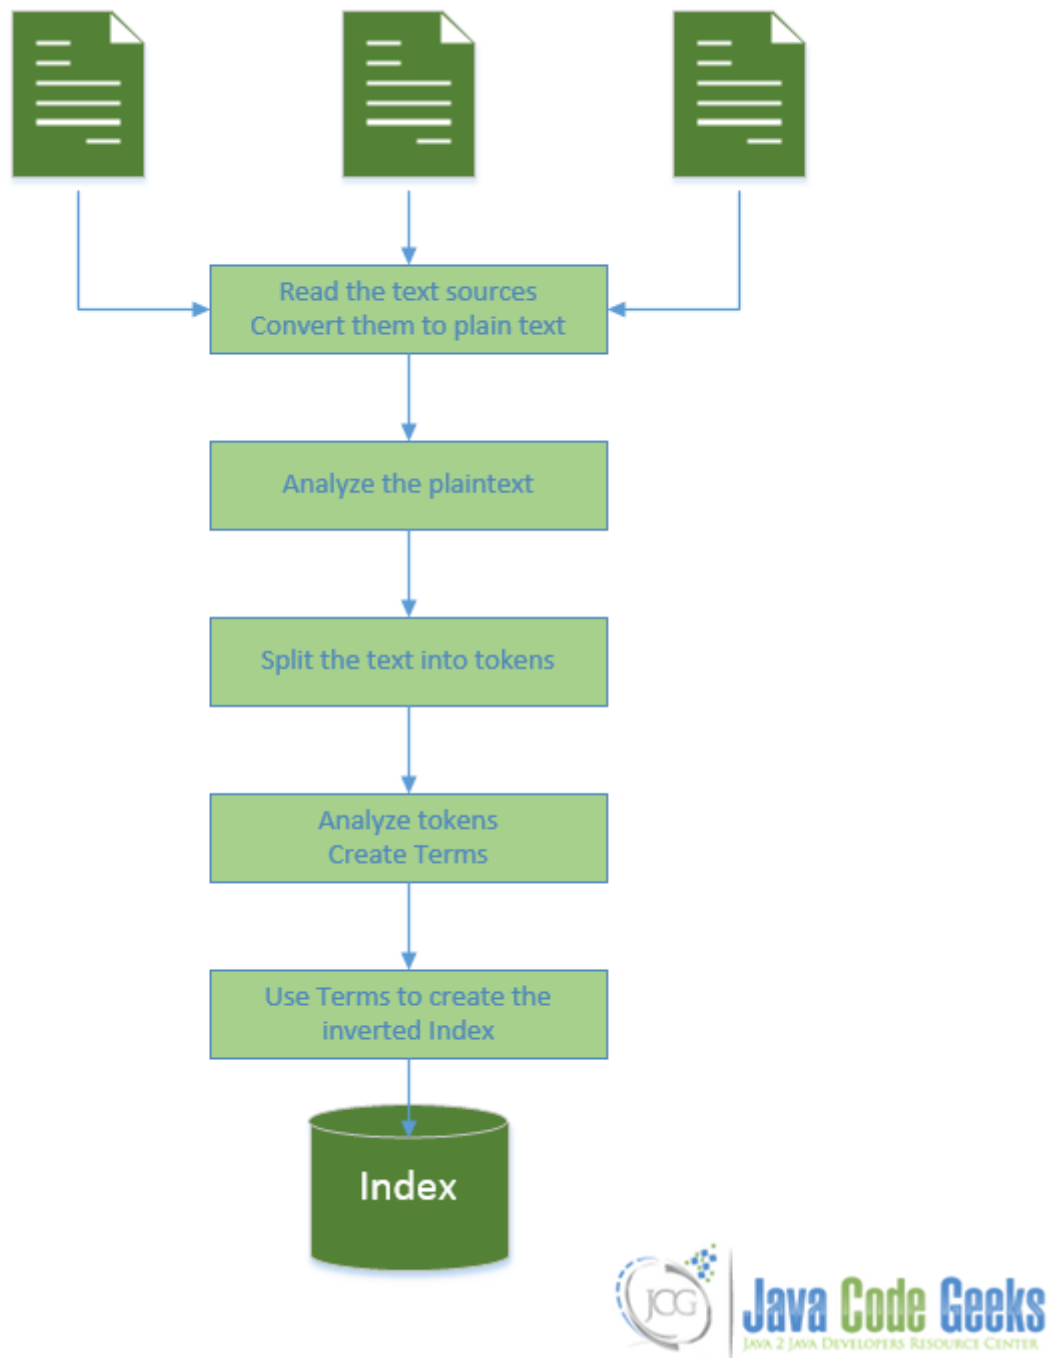 Read the text sources
Convert them to plain text
Analyze the plaintext
Split the text into tokens
Analyze tokens
Create Terms
Use Terms to create the
inverted Index
Index
JCG
Java Code Geeks
JAVA 2 JAVA DEVELOPERS RESOURCE CENTER